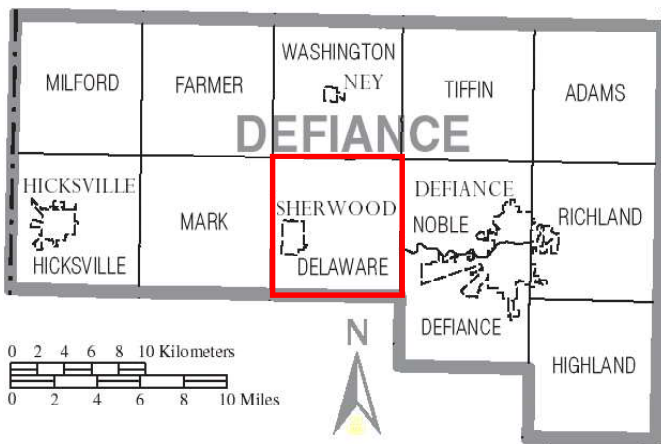 WASHINGTON
MILFORD FARMER NEY TIFFIN ADAMS
DEFIANCE
HICKSVILLE SHERWOOD DEFIANCE
MARK NOBLE RICHLAND
HICKSVILLE DELAWARE
DEFIANCE
HIGHLAND
N
0 2 4 6 8 10 Kilometers
0 2 4 6 8 10 Miles